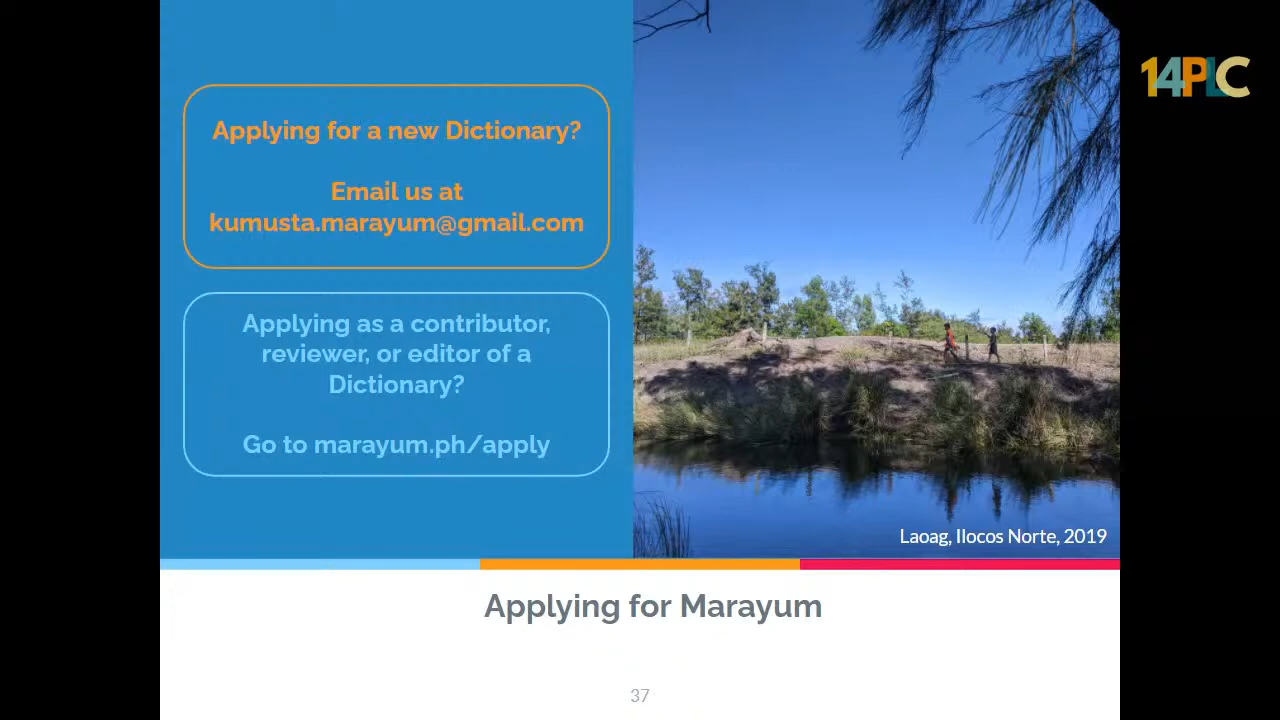 Applying for a new Dictionary?
Email us at
kumusta.marayum@gmail.com
Applying as a contributor,
reviewer, or editor of a
Dictionary?
Go to marayum.ph/apply
14PLC
Laoag, Ilocos Norte, 2019
Applying for Marayum
37